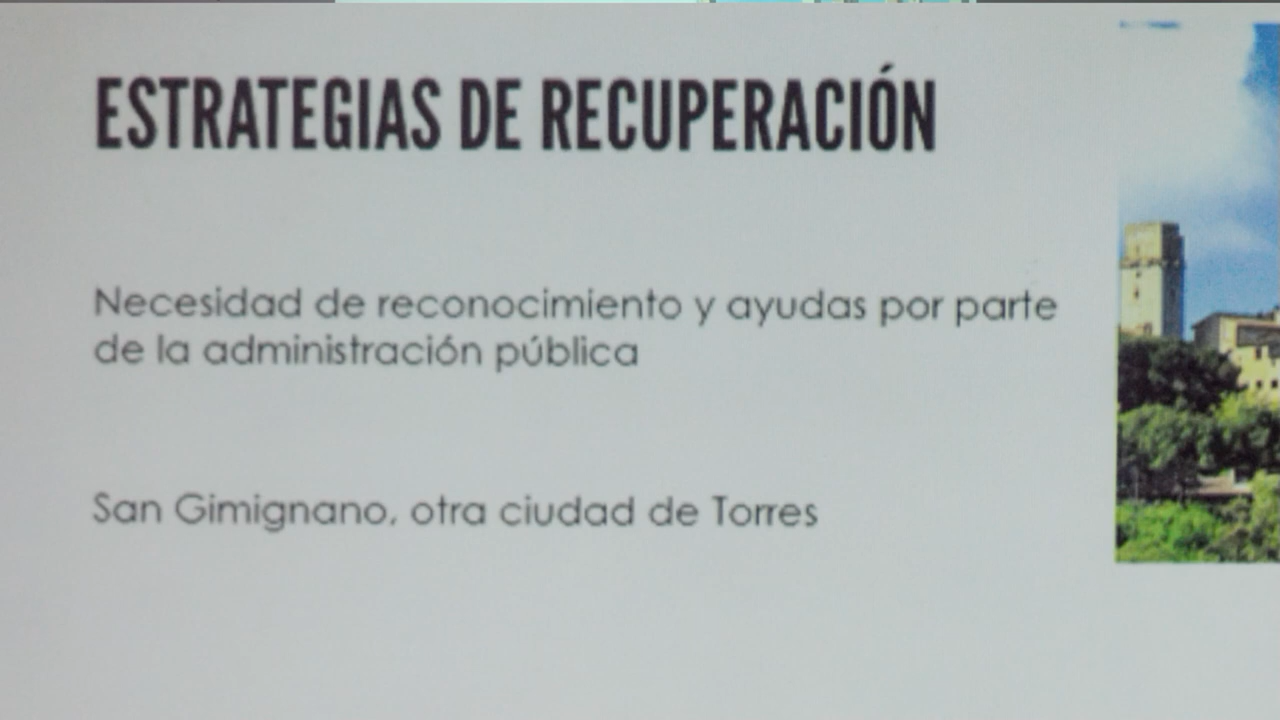 ESTRATEGIAS DE RECUPERACIÓN
Necesidad de reconocimiento y ayudas por parte
de la administración pública
San Gimignano, otra ciudad de Torres